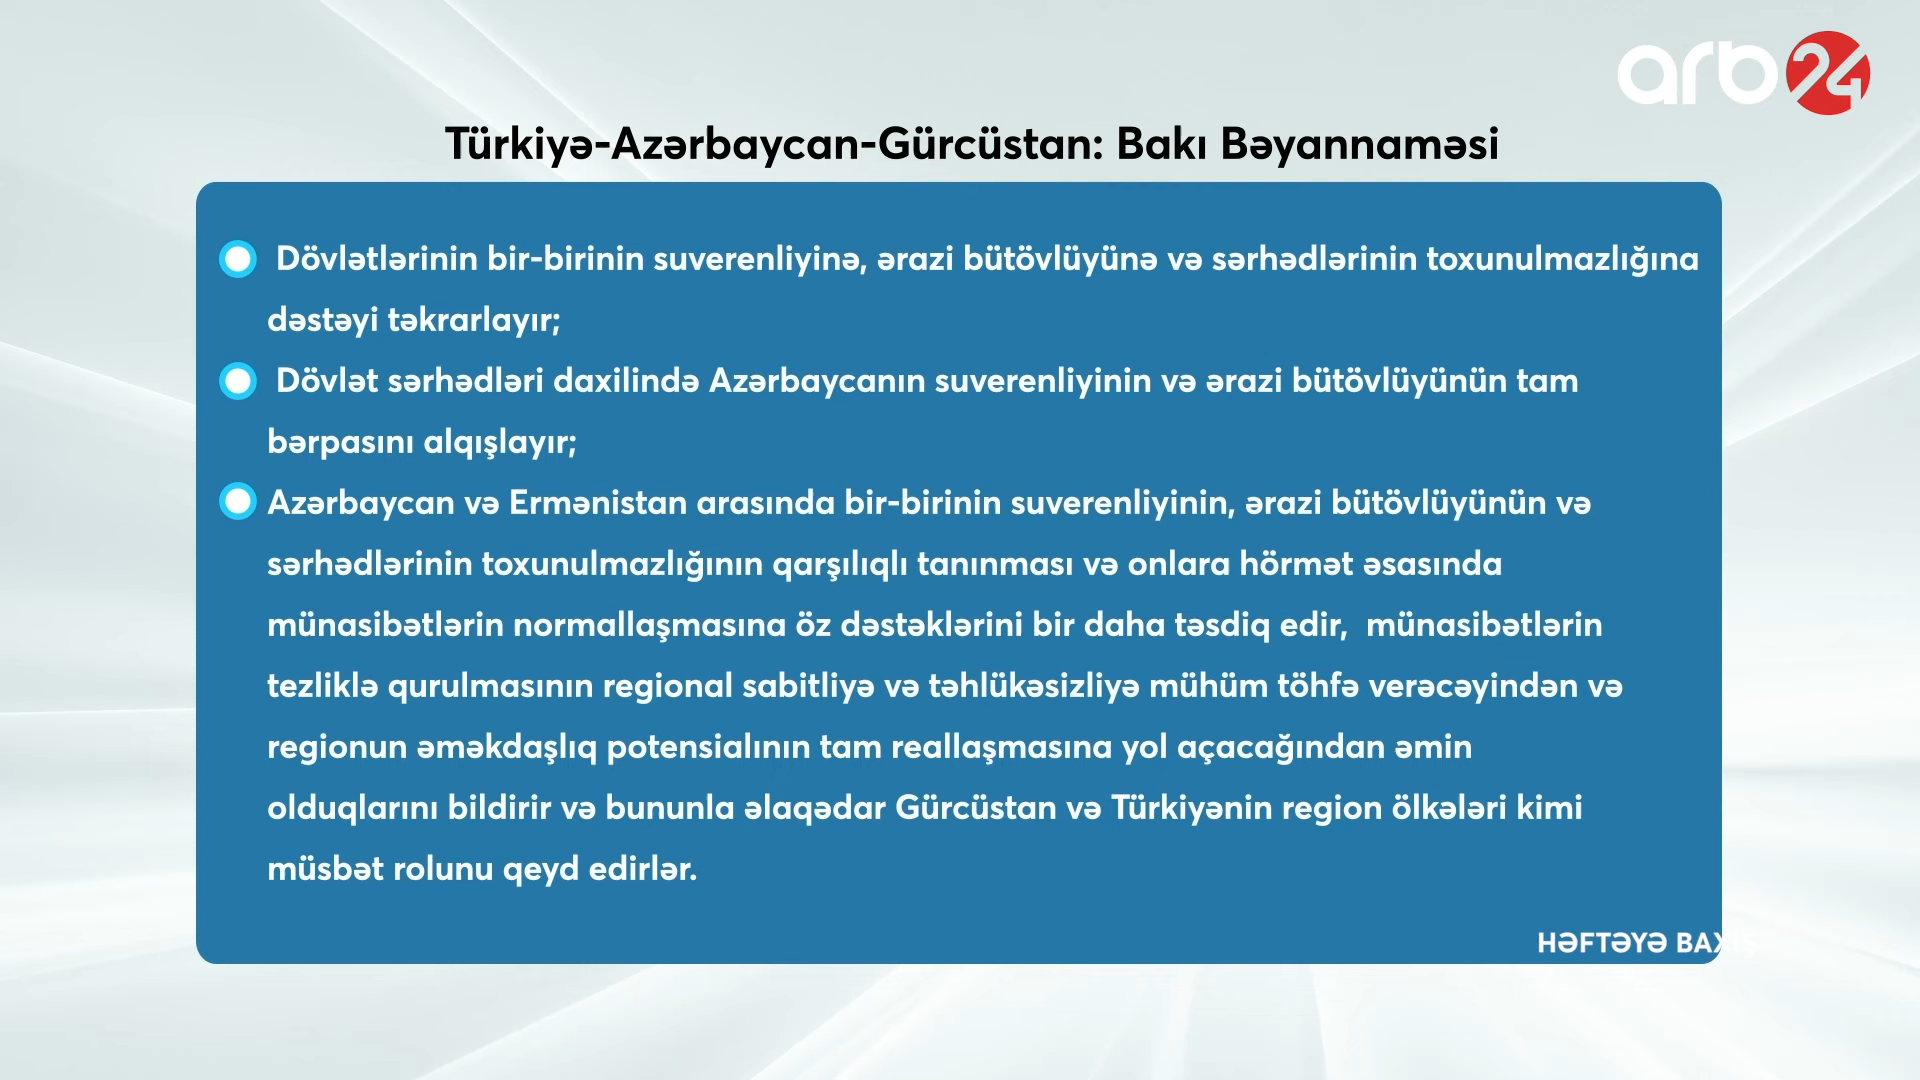 arb24
Türkiyə-Azərbaycan-Gürcüstan: Bakı Bəyannaməsi
Dövlətlərinin bir-birinin suverenliyinə, ərazi bütövlüyünə və sərhədlərinin toxunulmazlığına
dəstəyi təkrarlayır;
Dövlət sərhədləri daxilində Azərbaycanın suverenliyinin və ərazi bütövlüyünün tam
bərpasını alqışlayır;
Azərbaycan və Ermənistan arasında bir-birinin suverenliyinin, ərazi bütövlüyünün və
sərhədlərinin toxunulmazlığının qarşılıqlı tanınması və onlara hörmət əsasında
münasibətlərin normallaşmasına öz dəstəklərini bir daha təsdiq edir, münasibətlərin
tezliklə qurulmasının regional sabitliyə və təhlükəsizliyə mühüm töhfə verəcəyindən və
regionun əməkdaşlıq potensialının tam reallaşmasına yol açacağından əmin
olduqlarını bildirir və bununla əlaqədar Gürcüstan və Türkiyənin region ölkələri kimi
müsbət rolunu qeyd edirlər.
HƏFTƏYƏ BAXIŞ